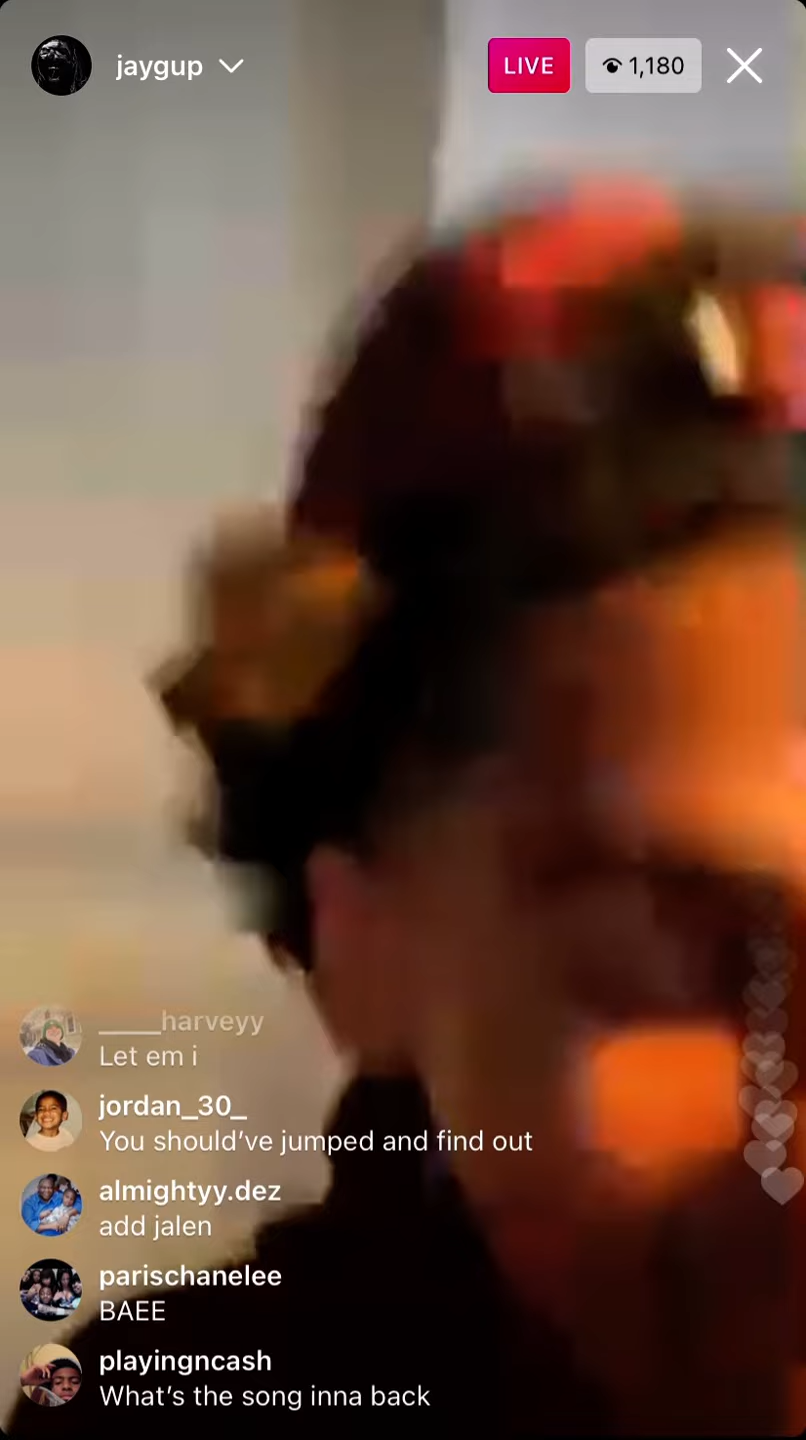 jaygup
LIVE
1,180
____harveyy
Let em i
jordan_30_
You should’ve jumped and find out
almightyy.dez
add jalen
parischanelee
BAEE
playingncash
What’s the song inna back